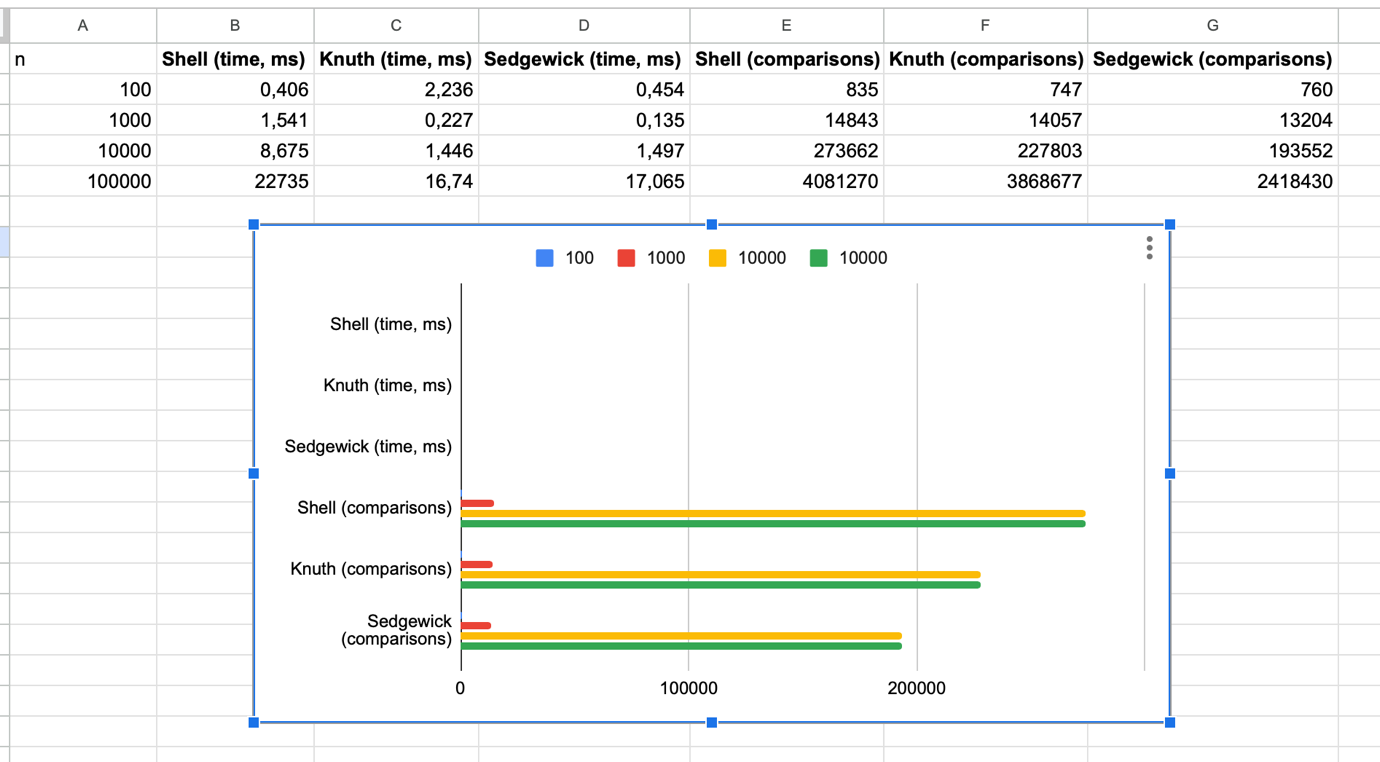 A B C D E F G
n Shell (time, ms) Knuth (time, ms) Sedgewick (time, ms) Shell (comparisons) Knuth (comparisons) Sedgewick (comparisons)
100 0,406 2,236 0,454 835 747 760
1000 1,541 0,227 0,135 14843 14057 13204
10000 8,675 1,446 1,497 273662 227803 193552
100000 22735 16,74 17,065 4081270 3868677 2418430
100 1000 10000 10000
Shell (time, ms)
Knuth (time, ms)
Sedgewick (time, ms)
Shell (comparisons)
Knuth (comparisons)
Sedgewick
(comparisons)
0 100000 200000